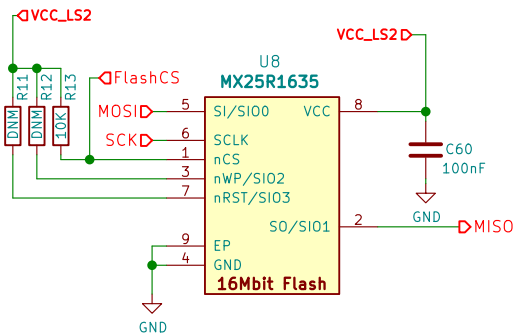 VCC_LS2
R11
R12
R13
DNM
DNM
10K
FlashCS
MOSI
SCK
U8
MX25R1635
5 SI/SIO0 VCC 8
6 SCLK
1 nCS
3 nWP/SIO2
7 nRST/SIO3
SO/SIO1 2
9 EP
4 GND
16Mbit Flash
VCC_LS2
C60
100nF
GND
MISO
GND